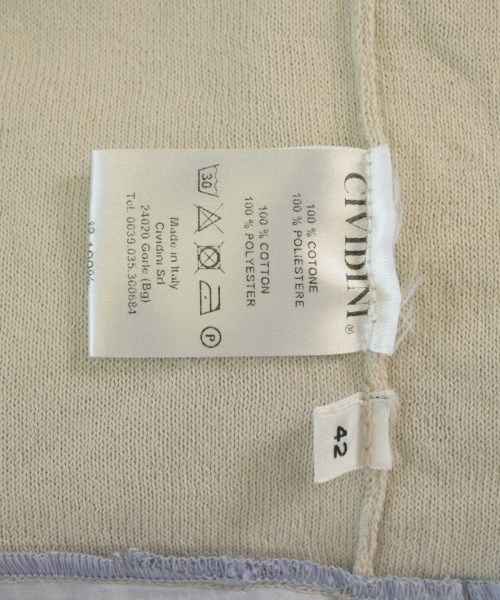 CIVIDINI ®
100 % COTONE
100 % POLIESTERE
100 % COTTON
100 % POLYESTER
30
P
Made in Italy
Cividini Srl
24020 Gorle (Bg)
Tel. 0039.035.300684
42